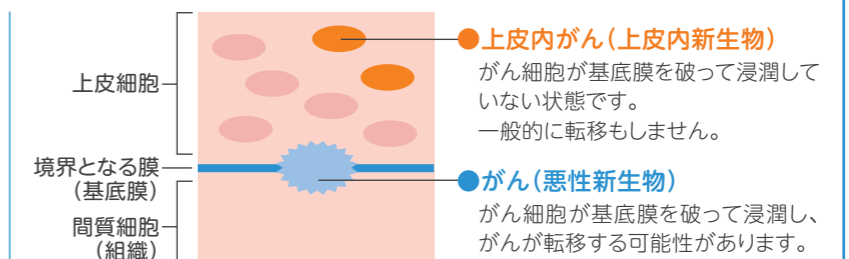 上皮細胞
境界となる膜
(基底膜)
間質細胞
(組織)
●上皮内がん(上皮内新生物)
がん細胞が基底膜を破って浸潤して
いない状態です。
一般的に転移もしません。
●がん(悪性新生物)
がん細胞が基底膜を破って浸潤し、
がんが転移する可能性があります。